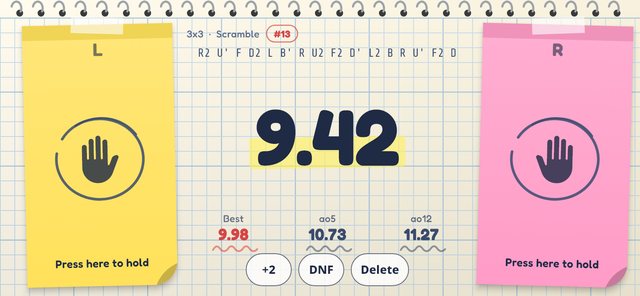 L
Press here to hold
3x3 · Scramble #13
R2 U' F D2 L B' R U2 F2 D' L2 B R U' F2 D
9.42
Best ao5 ao12
9.98 10.73 11.27
+2 DNF Delete
R
Press here to hold